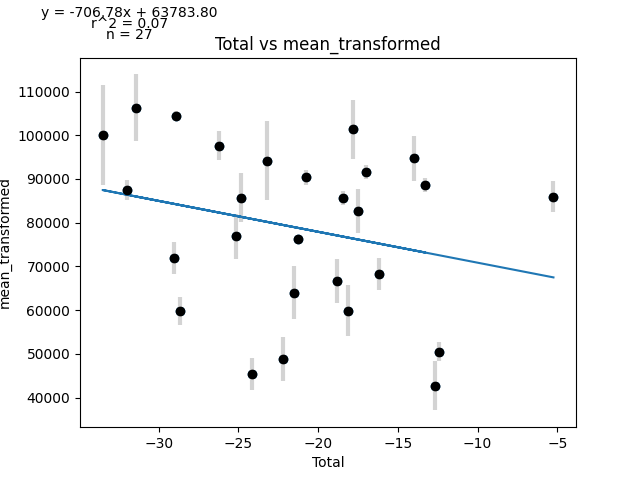 y = -706.78x + 63783.80
r^2 = 0.07
n = 27
Total vs mean_transformed
110000
100000
90000
80000
70000
60000
50000
40000
mean_transformed
−30
−25
−20
−15
−10
−5
Total